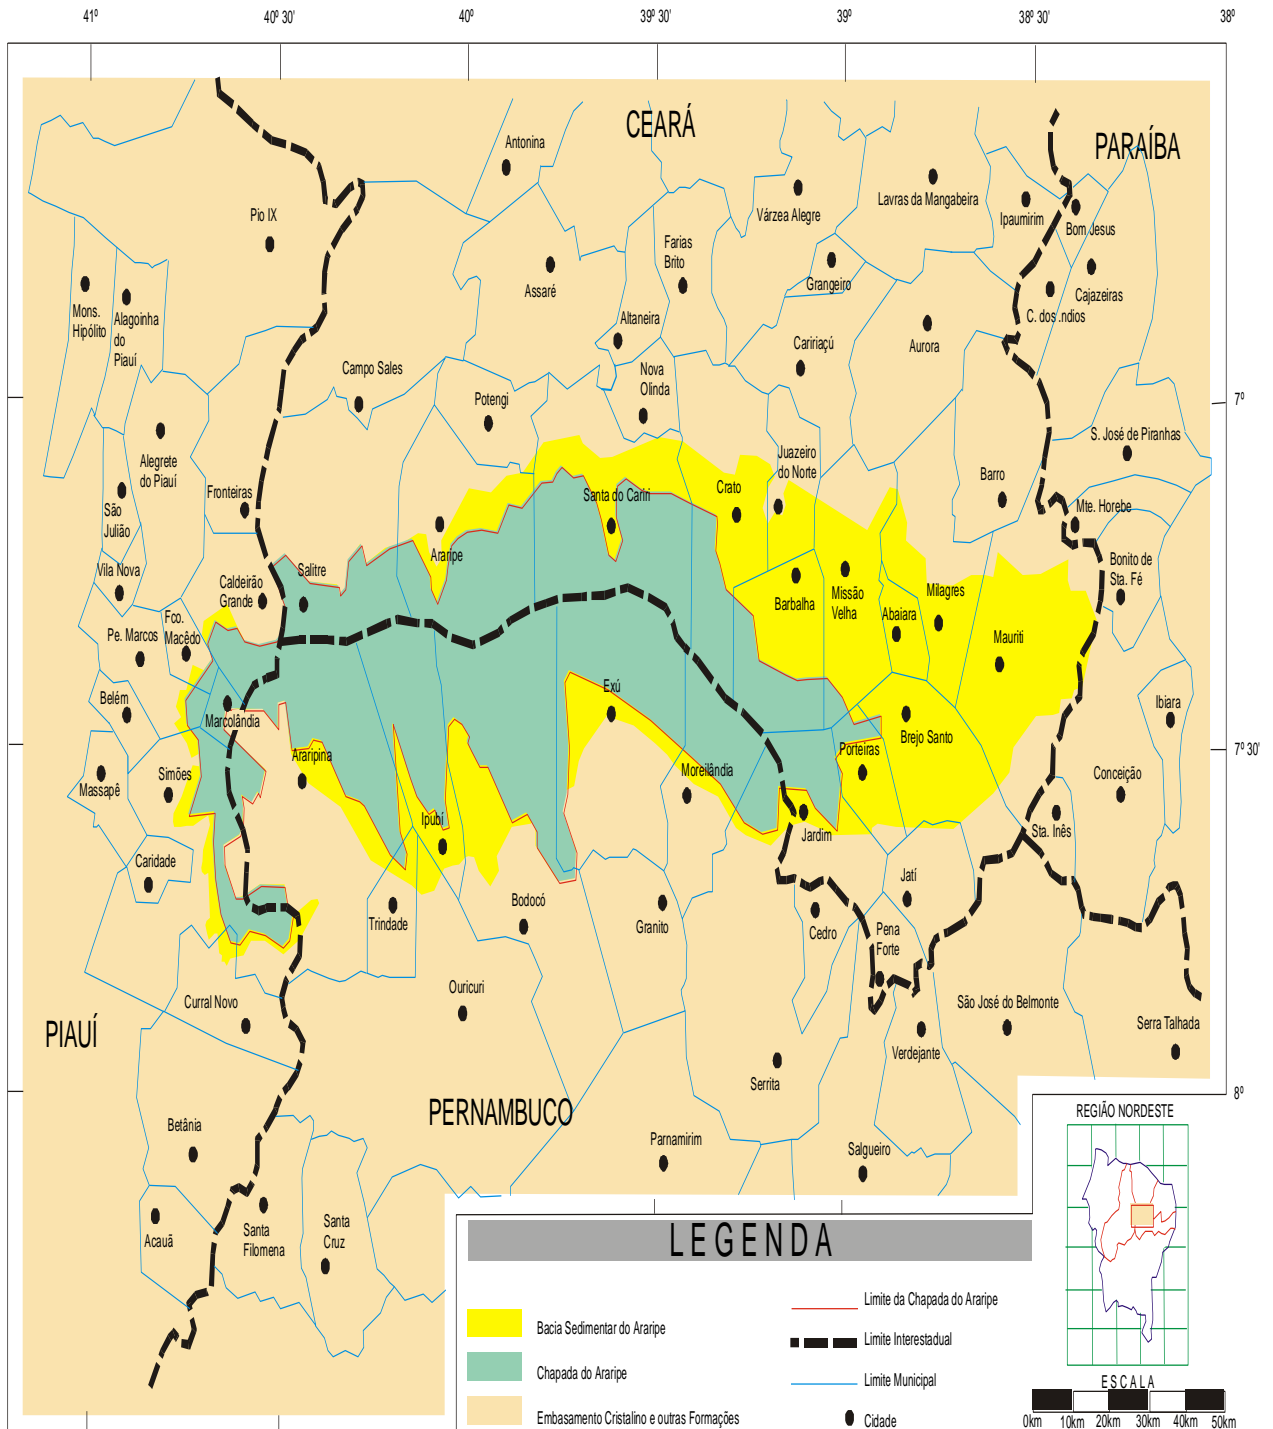 41º 40º 30' 40º 39º 30' 39º 38º 30' 38º
CEARÁ
PARAÍBA
Antonina
Pio IX
Várzea Alegre
Lavras da Mangabeira
Ipaumirim
Bom Jesus
Farias
Brito
Assaré
Grangeiro
Cajazeiras
C. dos .ndios
Mons.
Hipólito
Alagoinha
do
Piauí
Altaneira
Caririaçú
Aurora
Campo Sales
Nova
Olinda
Potengi
7º
S. José de Piranhas
Alegrete
do Piauí
Juazeiro
do Norte
Barro
Fronteiras
São
Julião
Santa do Cariri
Crato
Mte. Horebe
Araripe
Bonito de
Sta. Fé
Vila Nova
Salitre
Caldeirão
Grande
Barbalha
Missão
Velha
Milagres
Abaiara
Fco.
Macêdo
Pe. Marcos
Mauriti
Belém
Exú
Ibiara
Marcolândia
Brejo Santo
Araripina
Porteiras
7º 30'
Simões
Massapê
Moreilândia
Conceição
Ipubí
Jardim
Sta. Inês
Caridade
Jatí
Trindade
Bodocó
Granito
Cedro
Pena
Forte
Ouricuri
Curral Novo
São José do Belmonte
PIAUÍ
Serra Talhada
Verdejante
Serrita
8º
PERNAMBUCO
REGIÃO NORDESTE
Betânia
Parnamirim
Salgueiro
Acauã
Santa
Filomena
Santa
Cruz
LEGENDA
Bacia Sedimentar do Araripe
Chapada do Araripe
Embasamento Cristalino e outras Formações
Limite da Chapada do Araripe
Limite Interestadual
Limite Municipal
Cidade
ESCALA
0km 10km 20km 30km 40km 50km